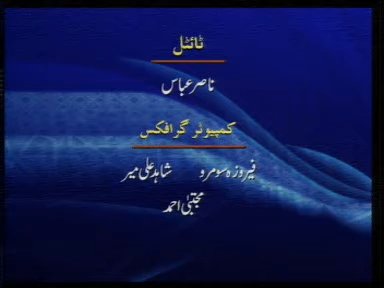 ٹائٹل
ناصر عباس
کمپیوٹر گرافکس
فیروزہ سومرو شاہد علی میر
مجتبیٰ احمد